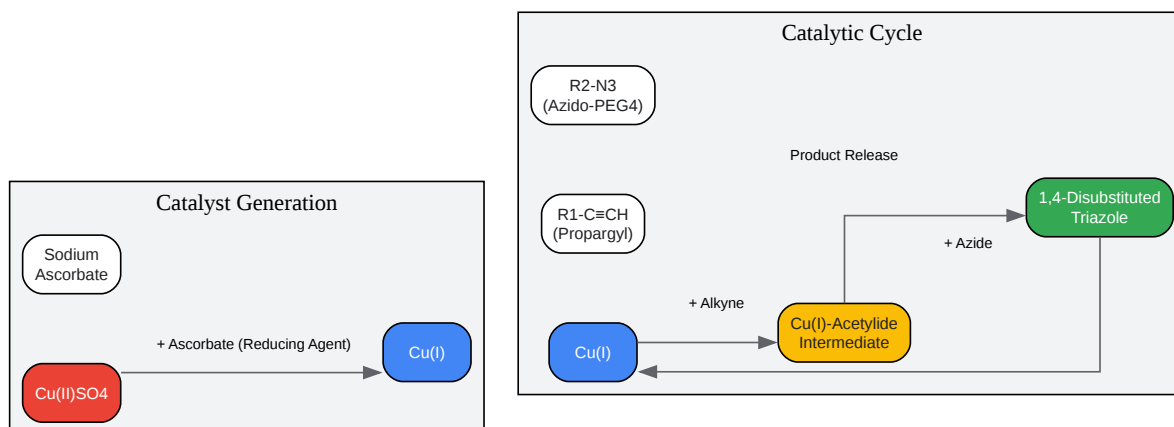 Catalyst Generation
Sodium
Ascorbate
+ Ascorbate (Reducing Agent)
Cu(I)
Cu(II)SO4
Catalytic Cycle
R2-N3
(Azido-PEG4)
Product Release
1,4-Disubstituted
Triazole
R1-C≡CH
(Propargyl)
+ Azide
+ Alkyne
Cu(I)
Cu(I)-Acetylide
Intermediate